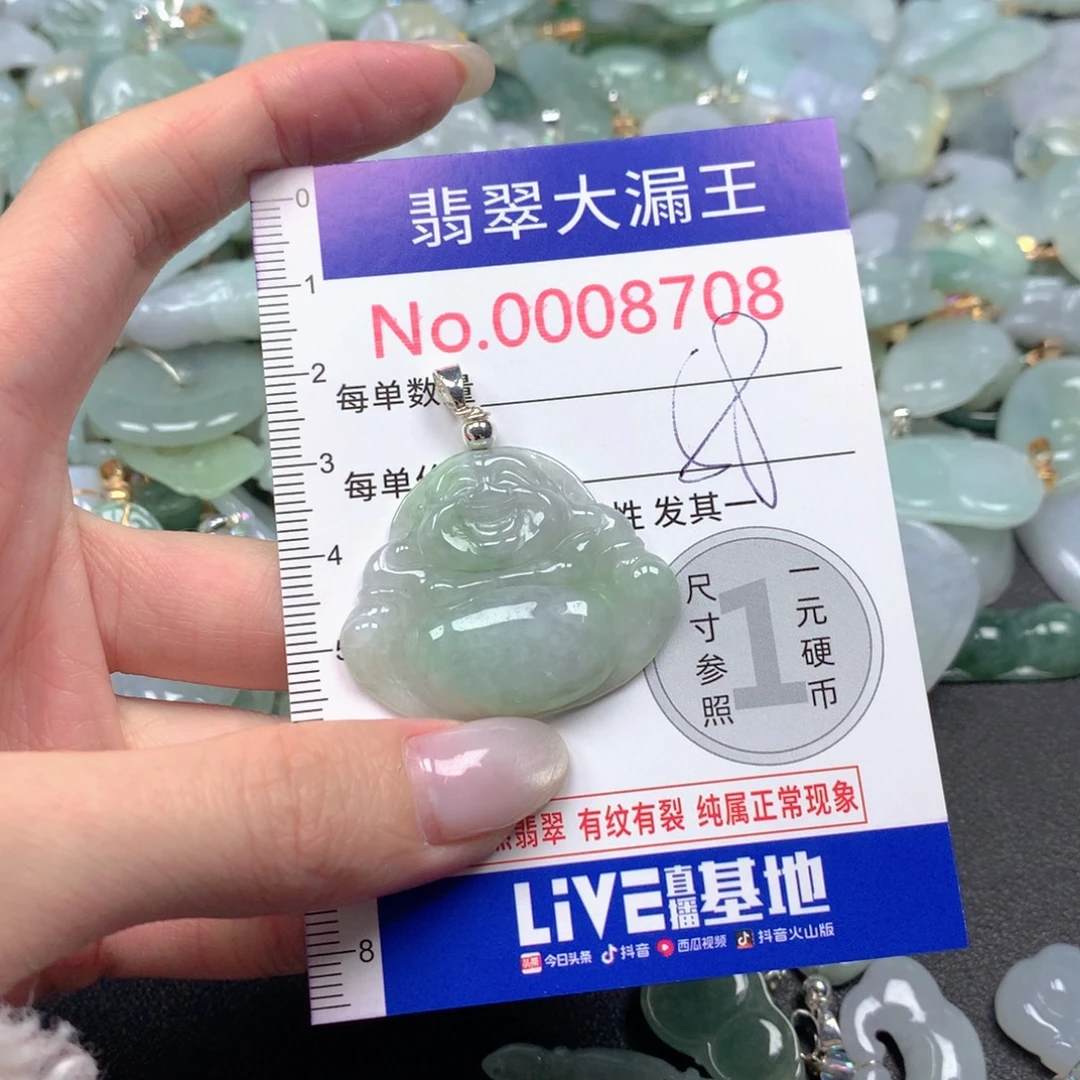 翡翠大漏王
No.0008708
0
1
2
3
4
5
8
每单数量
每单
性 发其一
尺寸参照
1
一元硬币
翡翠 有纹有裂 纯属正常现象
LiVE直播基地
头条 今日头条 抖音 西瓜视频 抖音火山版